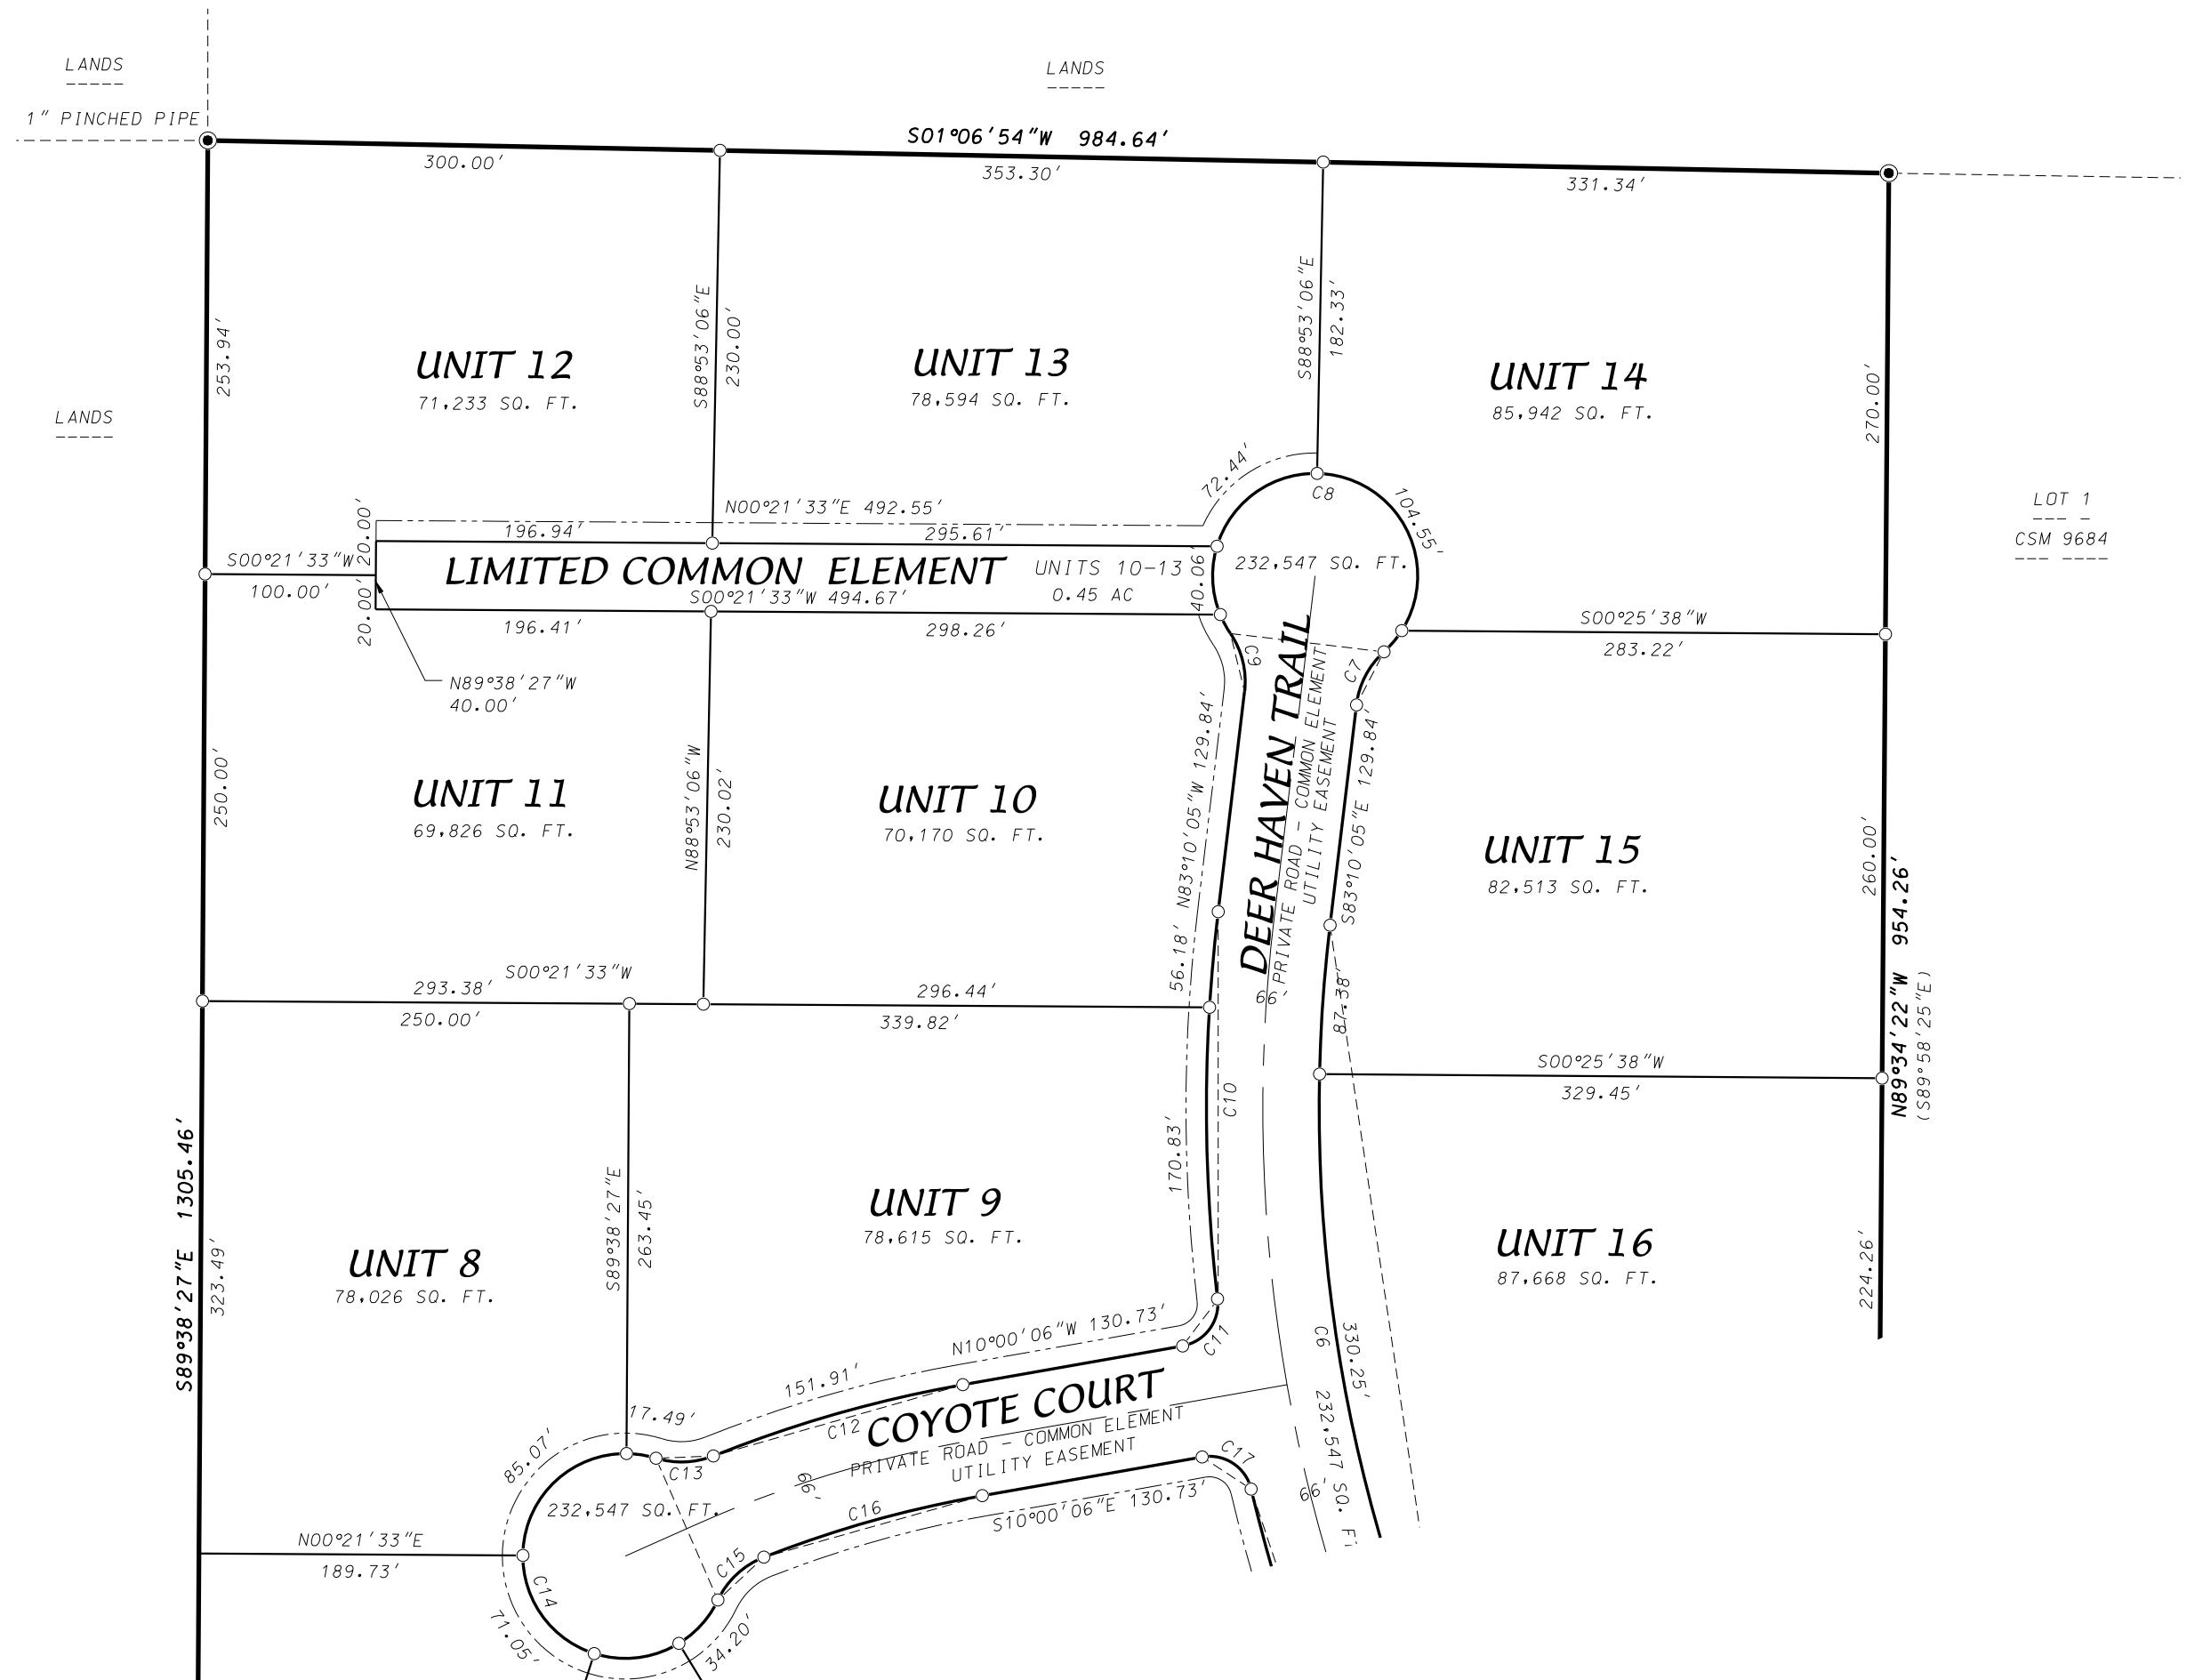 LANDS
-----
LANDS
-----
1" PINCHED PIPE
S01°06'54"W 984.64'
300.00'
353.30'
331.34'
253.94'
S88°53'06"E
230.00'
S88°53'06"E
182.33'
270.00'
UNIT 12
71,233 SQ. FT.
UNIT 13
78,594 SQ. FT.
UNIT 14
85,942 SQ. FT.
LANDS
-----
72.44'
C8
104.55'
LOT 1
--- -
CSM 9684
--- ----
N00°21'33"E 492.55'
196.94'
295.61'
20.00'
20.00'
S00°21'33"W
100.00'
LIMITED COMMON ELEMENT
UNITS 10-13
0.45 AC
40.06'
232,547 SQ. FT.
S00°21'33"W 494.67'
196.41'
298.26'
N89°38'27"W
40.00'
C9
C7
S00°25'38"W
283.22'
250.00'
N88°53'06"W
230.02'
UNIT 11
69,826 SQ. FT.
UNIT 10
70,170 SQ. FT.
N83°10'05"W 129.84'
56.18'
DEER HAVEN TRAIL
PRIVATE ROAD - COMMON ELEMENT
UTILITY EASEMENT
S83°10'05"E 129.84'
UNIT 15
82,513 SQ. FT.
260.00'
N89°34'22"W 954.26'
(S89°58'25"E)
S00°21'33"W
293.38'
296.44'
250.00'
339.82'
66'
87.38'
S00°25'38"W
329.45'
C10
170.83'
S89°38'27"E 1305.46'
323.49'
S89°38'27"E
263.45'
UNIT 8
78,026 SQ. FT.
UNIT 9
78,615 SQ. FT.
UNIT 16
87,668 SQ. FT.
224.26'
N10°00'06"W 130.73'
C11
151.91'
C12
C6
330.25'
232,547 SQ.
COYOTE COURT
PRIVATE ROAD - COMMON ELEMENT
UTILITY EASEMENT
17.49'
C13
85.07'
66'
C17
66'
232,547 SQ. FT.
C16
S10°00'06"E 130.73'
N00°21'33"E
189.73'
C15
C14
71.05'
34.20'